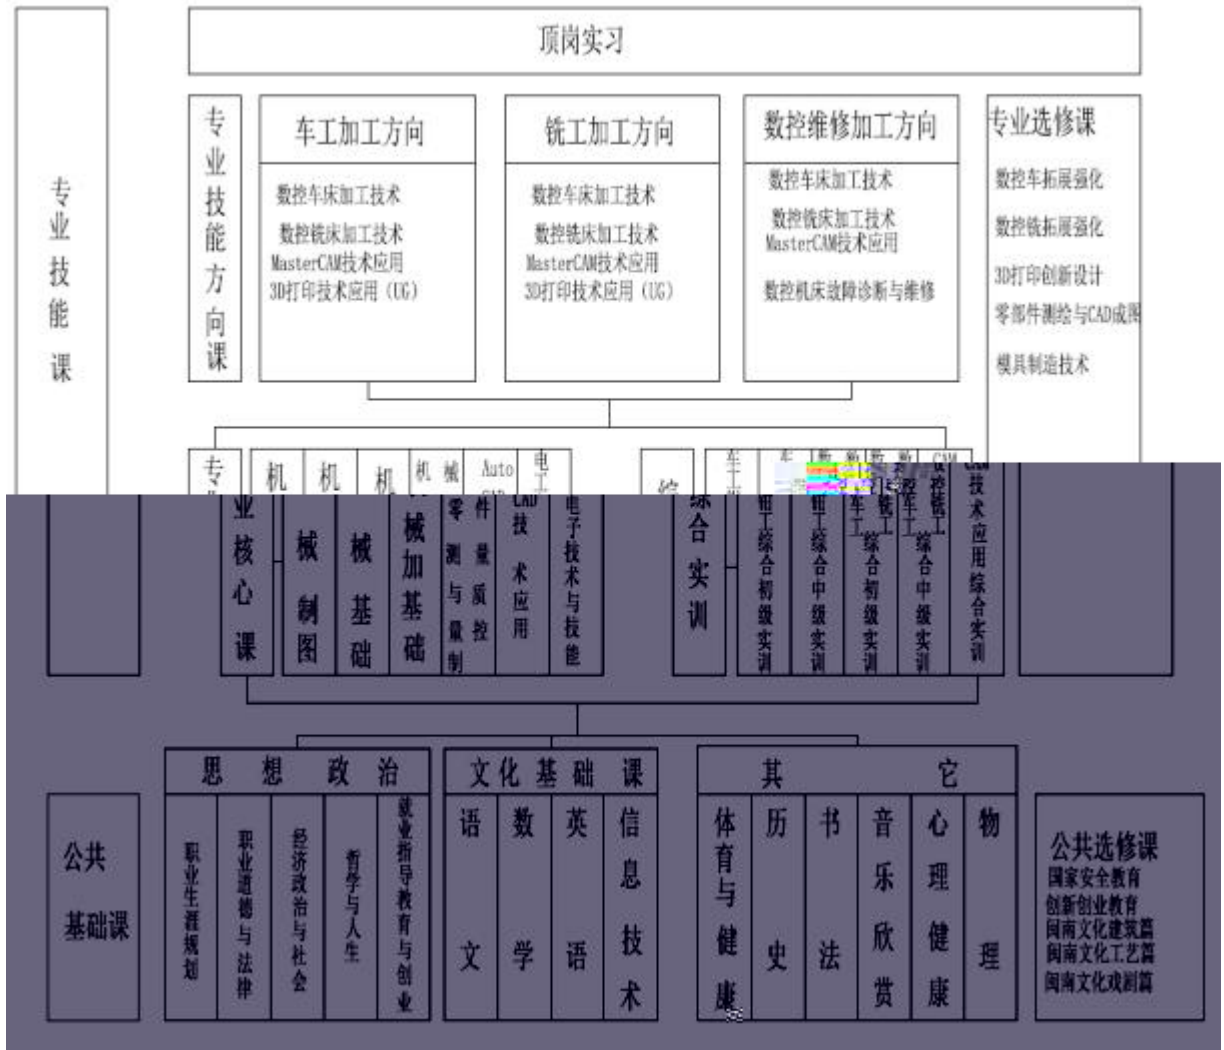 顶岗实习
专业技能课
专业技能方向课
车工加工方向
数控车床加工技术
数控铣床加工技术
MasterCAM技术应用
3D打印技术应用（UG）
铣工加工方向
数控车床加工技术
数控铣床加工技术
MasterCAM技术应用
3D打印技术应用（UG）
数控维修加工方向
数控车床加工技术
数控铣床加工技术
MasterCAM技术应用
数控机床故障诊断与维修
专业选修课
数控车拓展强化
数控铣拓展强化
3D打印创新设计
零部件测绘与CAD成图
模具制造技术
专业核心课
机械制图
机械基础
机械加基础
机械零件测量与质量控制
AutoCAD技术应用
电工电子技术与技能
综合实训
钳工综合初级实训
钳工综合中级实训
综合初级实训
综合中级实训
CAM技术应用综合实训
思想政治
职业生涯规划
职业道德与法律
经济政治与社会
哲学与人生
就业指导教育与创业
文化基础课
语文
数学
英语
信息技术
其它
体育与健康
历史
书法
音乐欣赏
心理健康
物理
公共
基础课
公共选修课
国家安全教育
创新创业教育
闽南文化建筑篇
闽南文化工艺篇
闽南文化戏剧篇